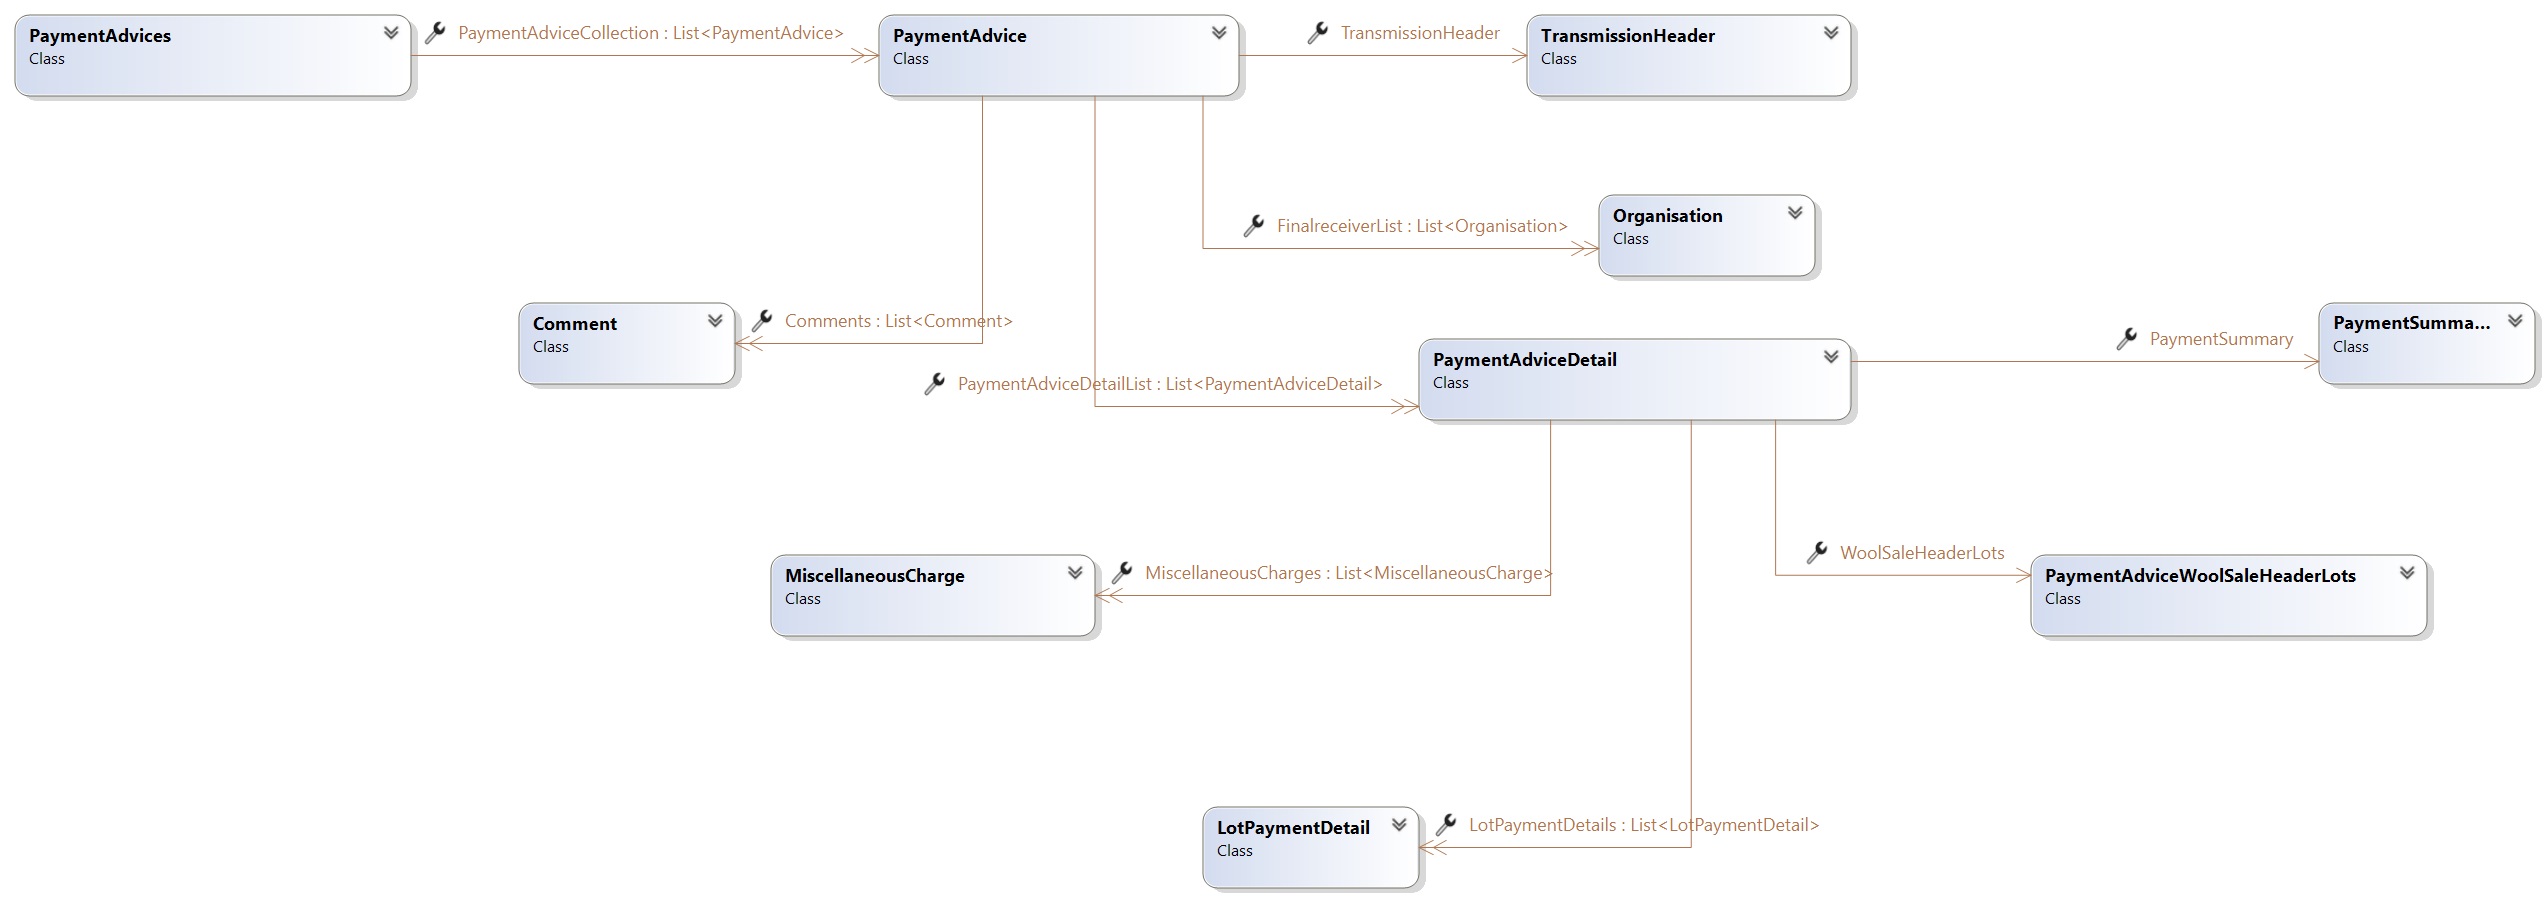 PaymentAdvices
Class
PaymentAdviceCollection : List<PaymentAdvice>
PaymentAdvice
Class
TransmissionHeader
TransmissionHeader
Class
FinalreceiverList : List<Organisation>
Organisation
Class
Comment
Class
Comments : List<Comment>
PaymentAdviceDetailList : List<PaymentAdviceDetail>
PaymentAdviceDetail
Class
PaymentSummary
PaymentSumma...
Class
MiscellaneousCharge
Class
MiscellaneousCharges : List<MiscellaneousCharge>
WoolSaleHeaderLots
PaymentAdviceWoolSaleHeaderLots
Class
LotPaymentDetail
Class
LotPaymentDetails : List<LotPaymentDetail>